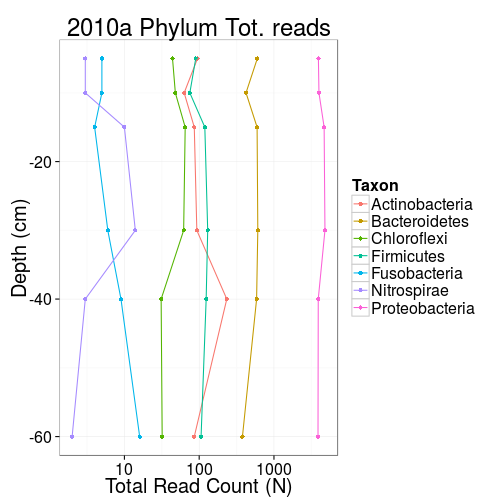 2010a Phylum Tot. reads
Depth (cm)
-20
-40
-60
10
100
1000
Total Read Count (N)
Taxon
Actinobacteria
Bacteroidetes
Chloroflexi
Firmicutes
Fusobacteria
Nitrospirae
Proteobacteria